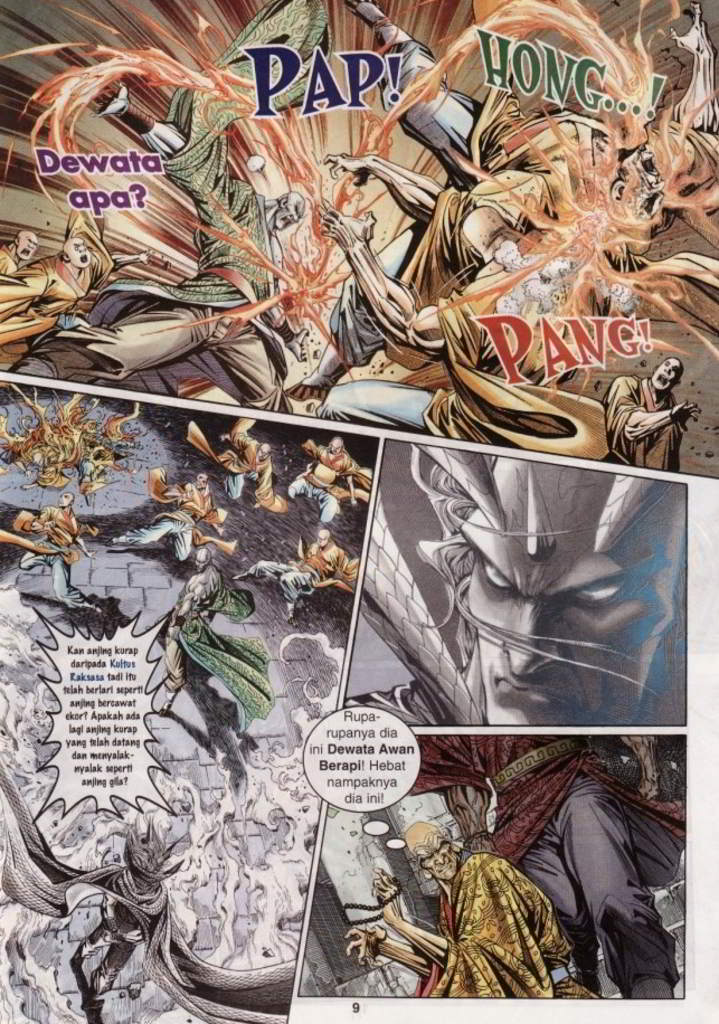 PAP!
HONG...!
Dewata
apa?
PANG!
Kan anjing kurap
daripada Kultus
Raksasa tadi itu
telah berlari seperti
anjing bercawat
ekor? Apakah ada
lagi anjing kurap
yang telah datang
dan menyalak-
nyalak seperti
anjing gila?
Rupa-
rupanya dia
ini Dewata Awan
Berapi! Hebat
nampaknya
dia ini!
9